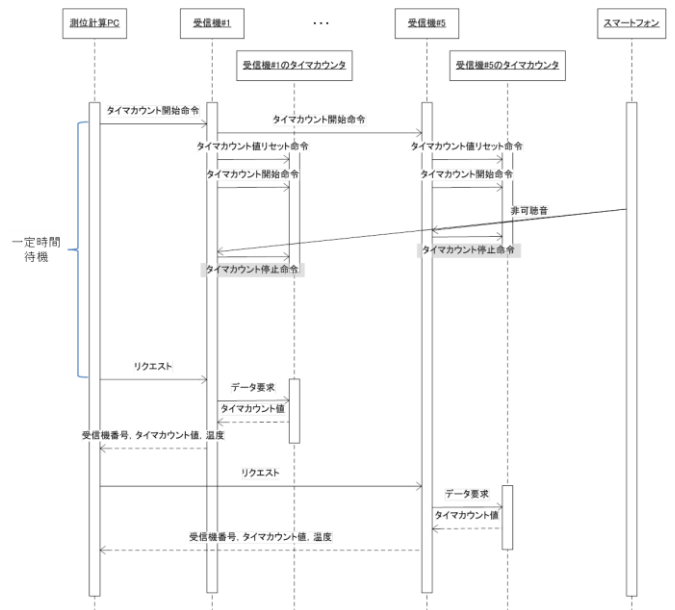 測位計算PC
受信機#1
・・・
受信機#5
スマートフォン
受信機#1のタイマカウンタ
受信機#5のタイマカウンタ
タイマカウント開始命令
タイマカウント開始命令
タイマカウント値リセット命令
タイマカウント値リセット命令
タイマカウント開始命令
タイマカウント開始命令
非可聴音
一定時間
待機
タイマカウント停止命令
タイマカウント停止命令
リクエスト
データ要求
タイマカウント値
受信機番号, タイマカウント値, 温度
リクエスト
データ要求
タイマカウント値
受信機番号, タイマカウント値, 温度